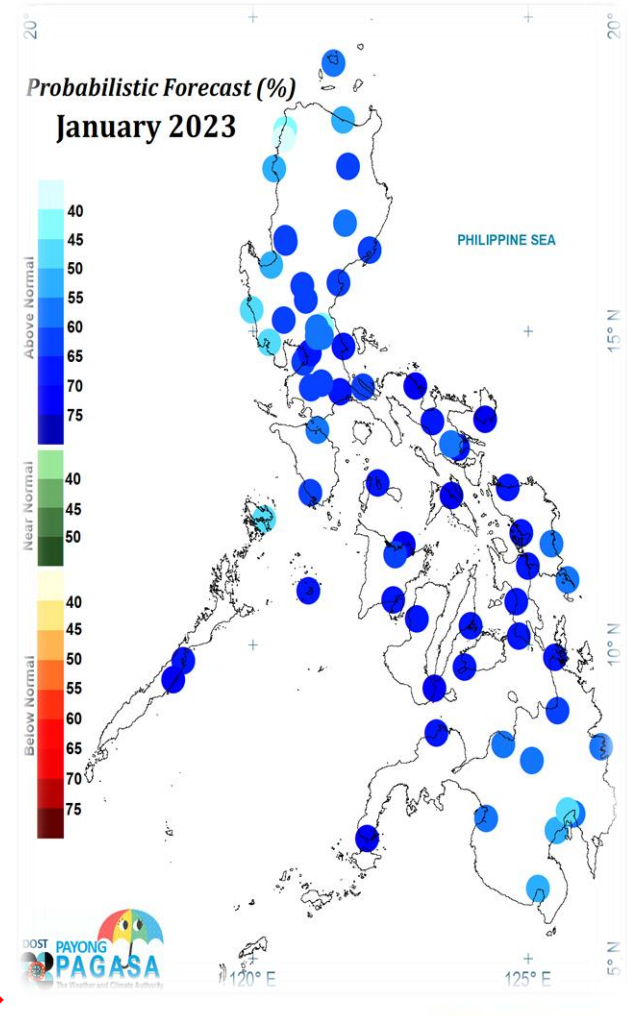 20°
20°
Probabilistic Forecast (%)
January 2023
Above Normal
40
45
50
55
60
65
70
75
PHILIPPINE SEA
15° N
Near Normal
40
45
50
Below Normal
40
45
50
55
60
65
70
75
10° N
DOST
PAYONG
PAGASA
The Weather and Climate Authority
120° E
125° E
5° N